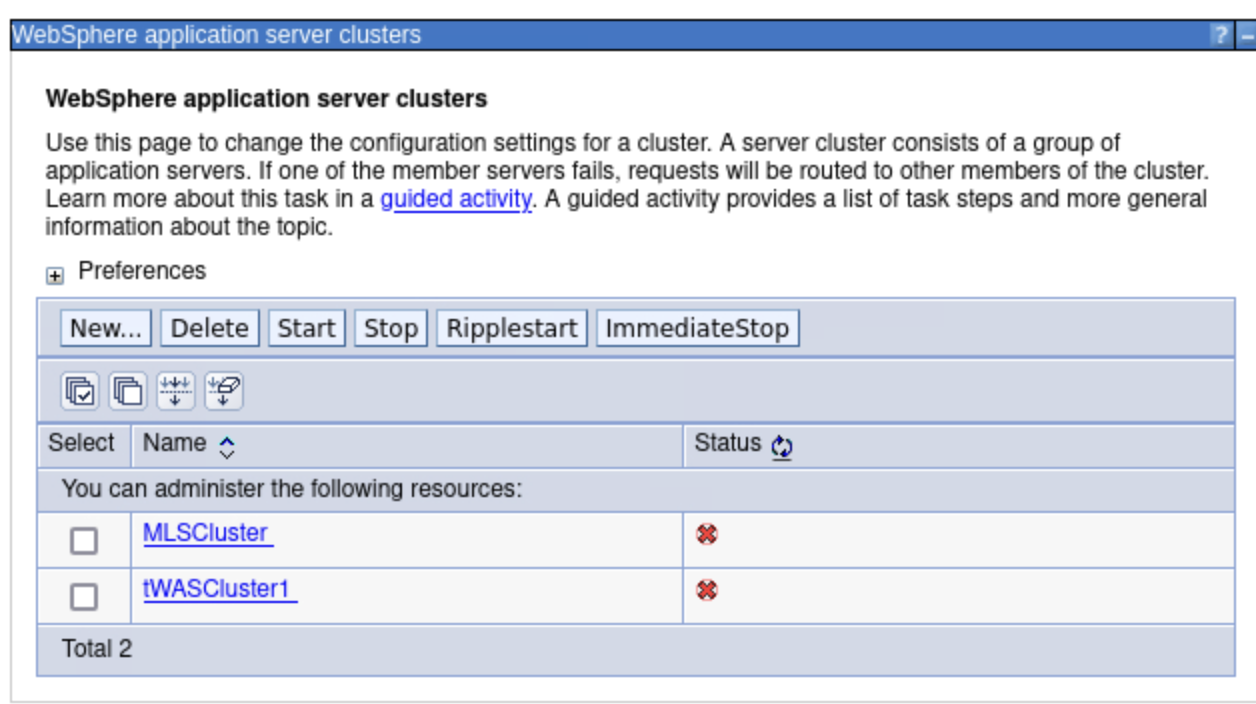 WebSphere application server clusters ? –
WebSphere application server clusters
Use this page to change the configuration settings for a cluster. A server cluster consists of a group of
application servers. If one of the member servers fails, requests will be routed to other members of the cluster.
Learn more about this task in a guided activity. A guided activity provides a list of task steps and more general
information about the topic.
Preferences
New... Delete Start Stop Ripplestart ImmediateStop
Select Name Status
You can administer the following resources:
MLSCluster
tWASCluster1
Total 2